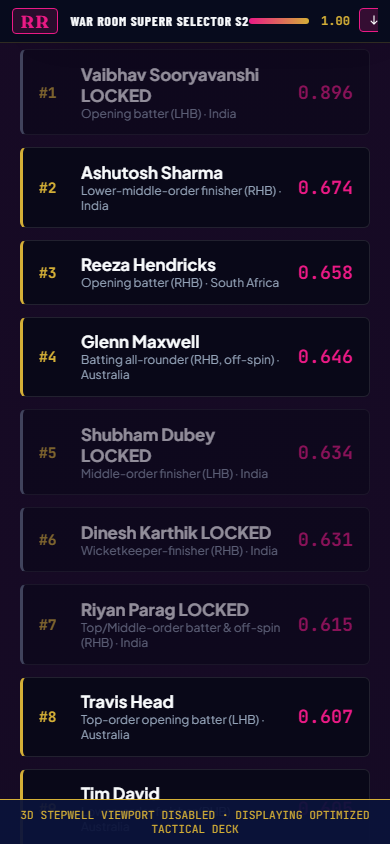 RR WAR ROOM SUPERR SELECTOR S2 1.00 ↓
#1 Vaibhav Sooryavanshi
LOCKED
Opening batter (LHB) · India
0.896
#2 Ashutosh Sharma
Lower-middle-order finisher (RHB) ·
India
0.674
#3 Reeza Hendricks
Opening batter (RHB) · South Africa
0.658
#4 Glenn Maxwell
Batting all-rounder (RHB, off-spin) ·
Australia
0.646
#5 Shubham Dubey
LOCKED
Middle-order finisher (LHB) · India
0.634
#6 Dinesh Karthik LOCKED
Wicketkeeper-finisher (RHB) · India
0.631
#7 Riyan Parag LOCKED
Top/Middle-order batter & off-spin
(RHB) · India
0.615
#8 Travis Head
Top-order opening batter (LHB) ·
Australia
0.607
Tim David
3D STEPWELL VIEWPORT DISABLED · DISPLAYING OPTIMIZED
TACTICAL DECK